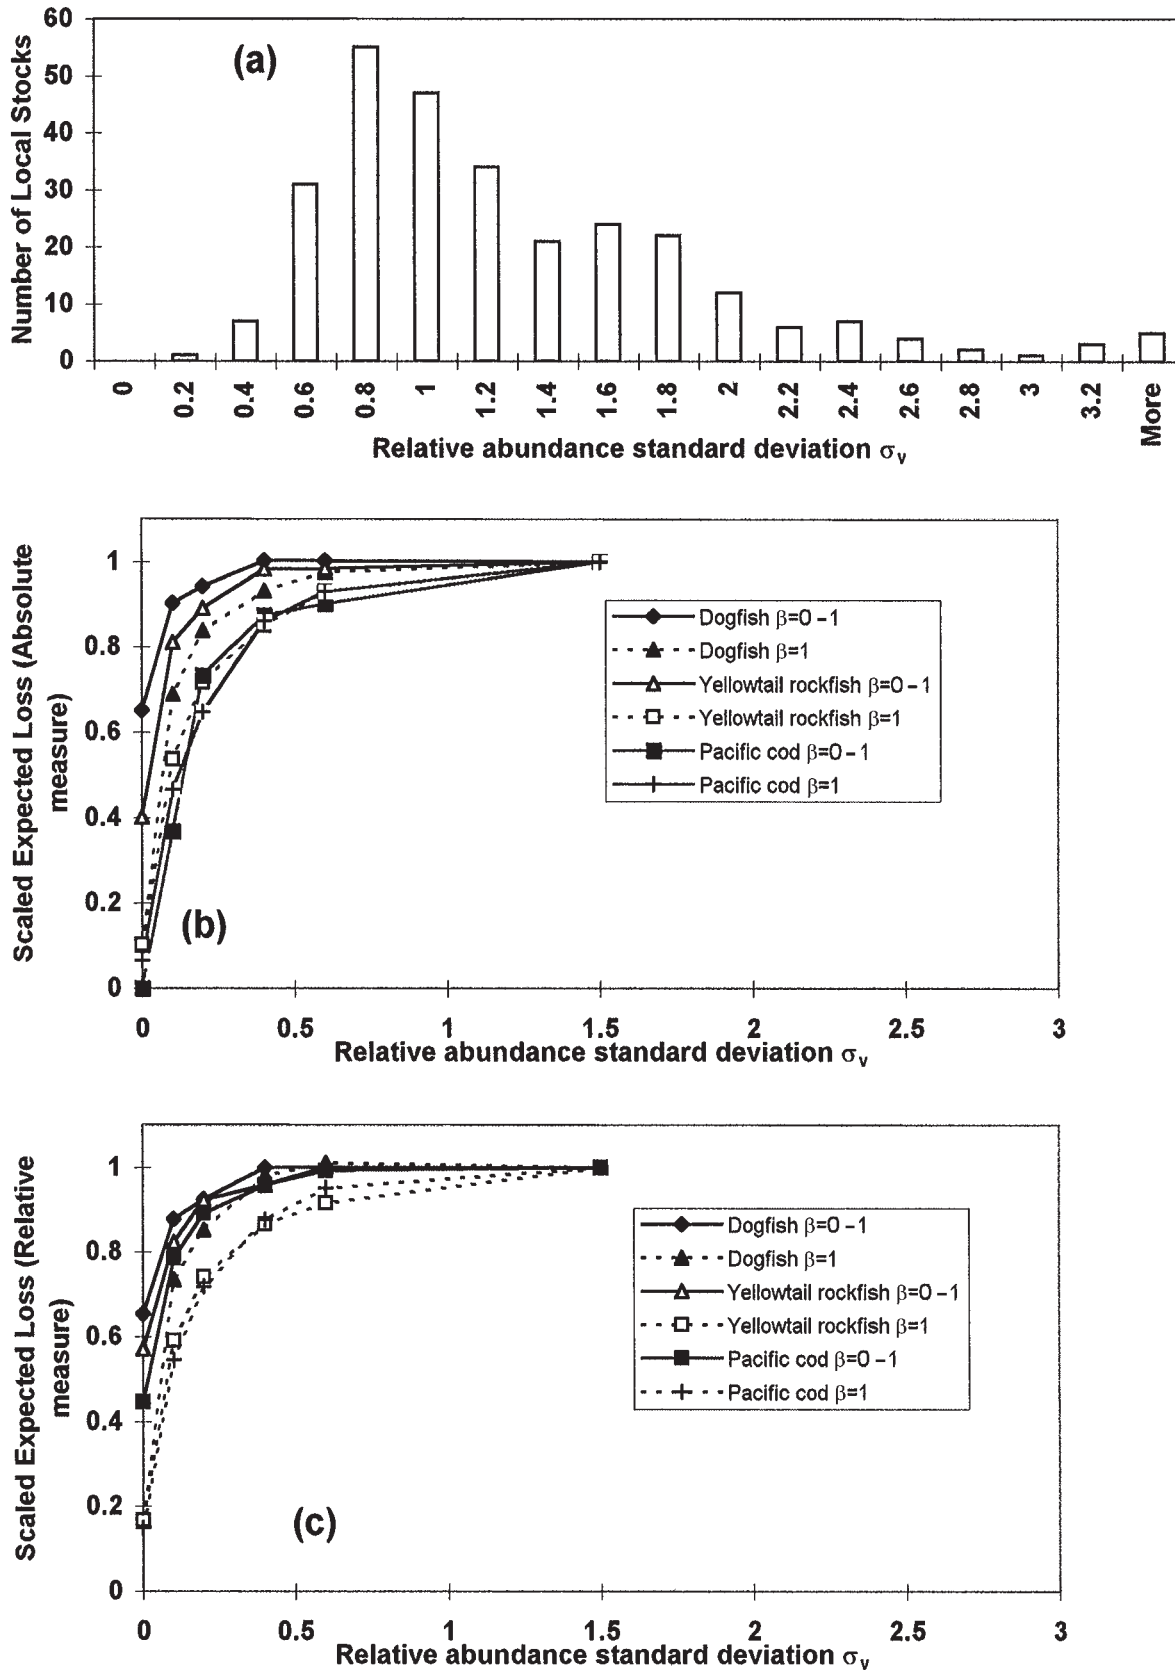 (a)
Number of Local Stocks
60
50
40
30
20
10
0
0 0.2 0.4 0.6 0.8 1 1.2 1.4 1.6 1.8 2 2.2 2.4 2.6 2.8 3 3.2 More
Relative abundance standard deviation σv
Scaled Expected Loss (Absolute
measure)
1
0.8
0.6
0.4
0.2
0
(b)
Dogfish β=0–1
Dogfish β=1
Yellowtail rockfish β=0–1
Yellowtail rockfish β=1
Pacific cod β=0–1
Pacific cod β=1
0 0.5 1 1.5 2 2.5 3
Relative abundance standard deviation σv
Scaled Expected Loss (Relative
measure)
1
0.8
0.6
0.4
0.2
0
(c)
Dogfish β=0–1
Dogfish β=1
Yellowtail rockfish β=0–1
Yellowtail rockfish β=1
Pacific cod β=0–1
Pacific cod β=1
0 0.5 1 1.5 2 2.5 3
Relative abundance standard deviation σv